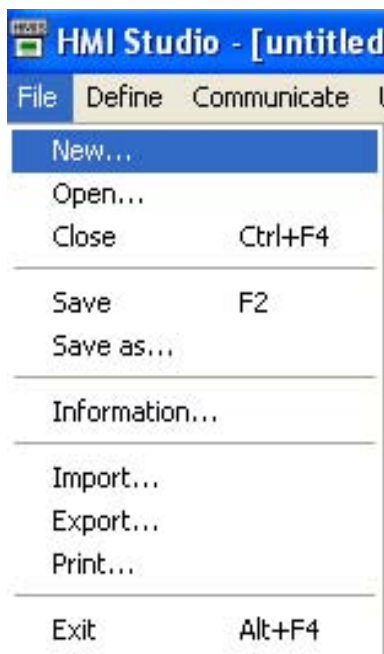 HMI Studio - [untitled
File Define Communicate
New...
Open...
Close Ctrl+F4
Save F2
Save as...
Information...
Import...
Export...
Print...
Exit Alt+F4